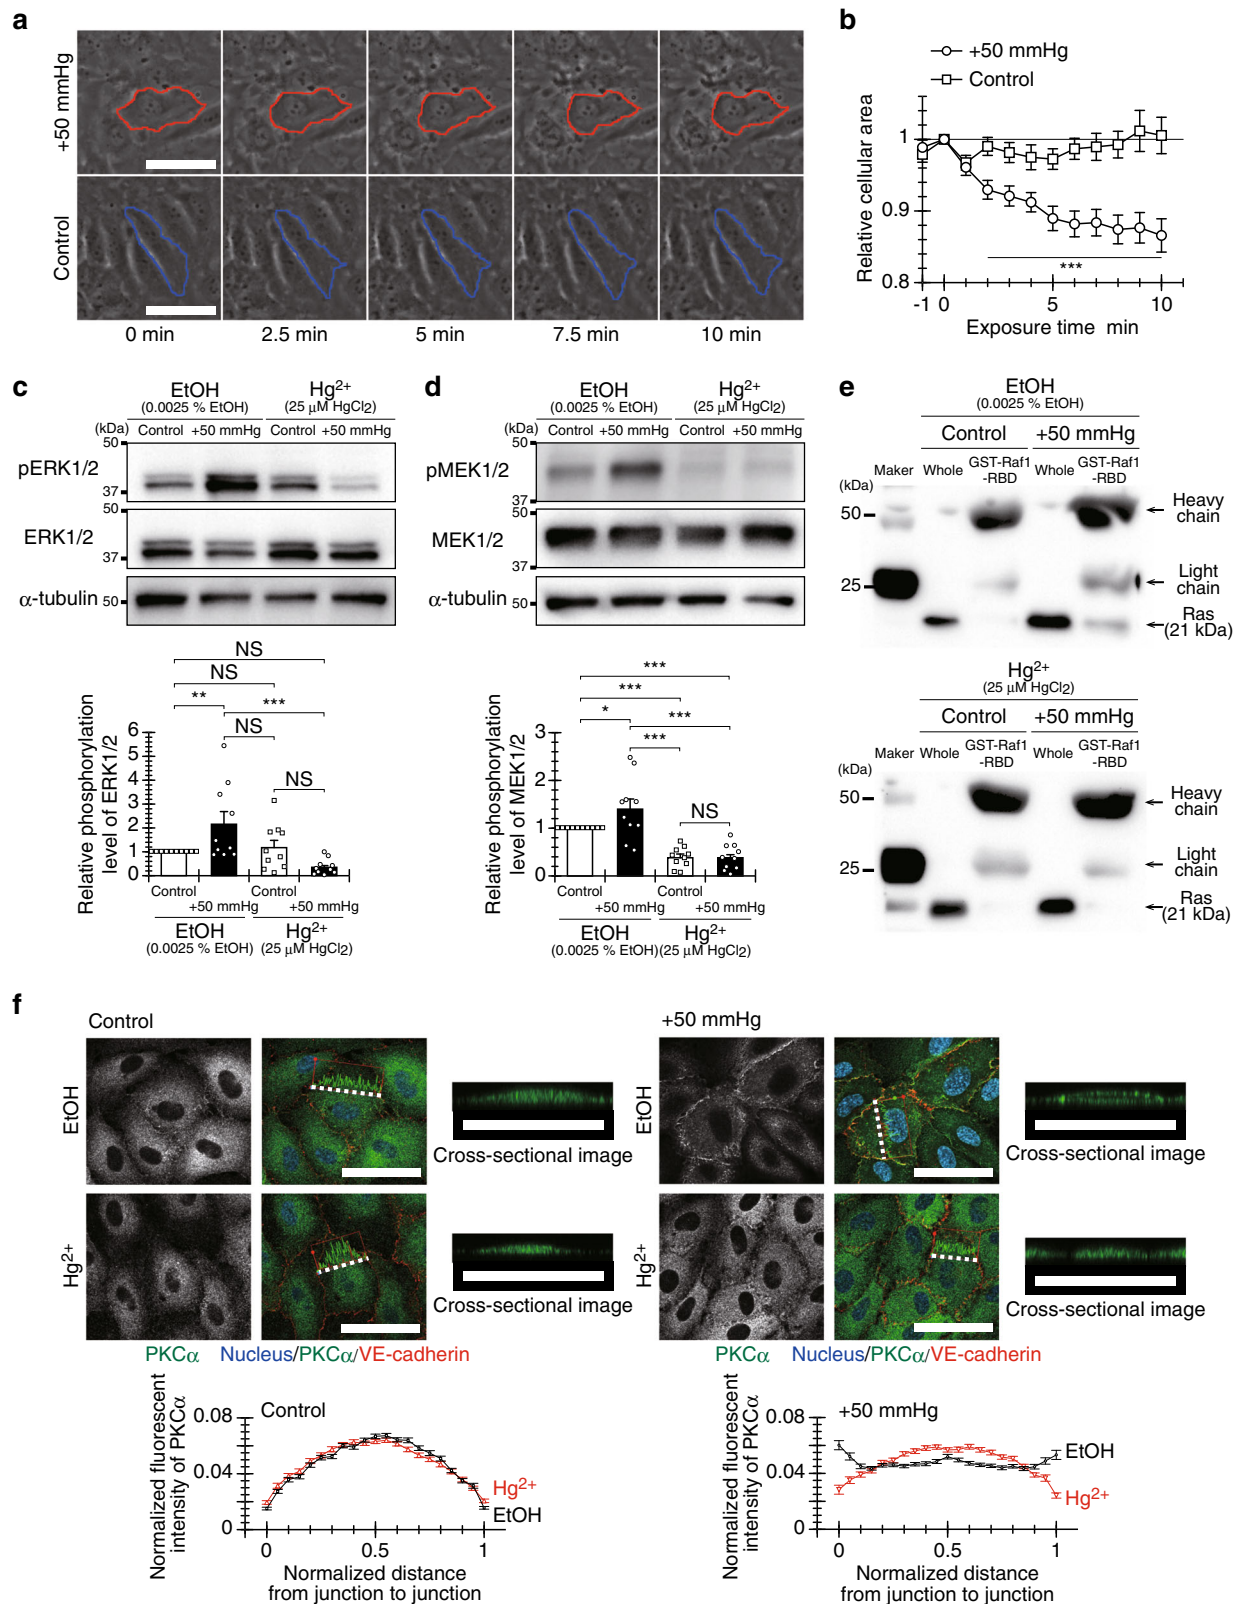 a
+50 mmHg
Control
0 min
2.5 min
5 min
7.5 min
10 min
b
+50 mmHg
Control
Relative cellular area
1
0.9
0.8
-1 0 5 10
***
Exposure time min
c
EtOH
(0.0025 % EtOH)
Hg2+
(25 μM HgCl2)
(kDa)
Control +50 mmHg Control +50 mmHg
50
pERK1/2
37
50
ERK1/2
37
α-tubulin
50
NS
NS
** ***
NS
NS
Relative phosphorylation
level of ERK1/2
6
5
4
3
2
1
0
Control Control
+50 mmHg +50 mmHg
EtOH
(0.0025 % EtOH)
Hg2+
(25 μM HgCl2)
d
EtOH
(0.0025 % EtOH)
Hg2+
(25 μM HgCl2)
(kDa)
Control +50 mmHg Control +50 mmHg
50
pMEK1/2
37
50
MEK1/2
37
α-tubulin
50
***
***
* ***
***
NS
Relative phosphorylation
level of MEK1/2
3
2
1
0
Control Control
+50 mmHg +50 mmHg
EtOH
(0.0025 % EtOH)
Hg2+
(25 μM HgCl2)
e
EtOH
(0.0025 % EtOH)
Control +50 mmHg
Maker Whole GST-Raf1 -RBD Whole GST-Raf1 -RBD
(kDa)
50
25
Heavy
chain
Light
chain
Ras
(21 kDa)
Hg2+
(25 μM HgCl2)
Control +50 mmHg
Maker Whole GST-Raf1 -RBD Whole GST-Raf1 -RBD
(kDa)
50
25
Heavy
chain
Light
chain
Ras
(21 kDa)
f
Control
EtOH
Cross-sectional image
Hg2+
Cross-sectional image
PKCα Nucleus/PKCα/VE-cadherin
+50 mmHg
EtOH
Cross-sectional image
Hg2+
Cross-sectional image
PKCα Nucleus/PKCα/VE-cadherin
Normalized fluorescent
intensity of PKCα
0.08
0.04
0
Control
Hg2+
EtOH
0 0.5 1
Normalized distance
from junction to junction
Normalized fluorescent
intensity of PKCα
0.08
0.04
0
+50 mmHg
EtOH
Hg2+
0 0.5 1
Normalized distance
from junction to junction